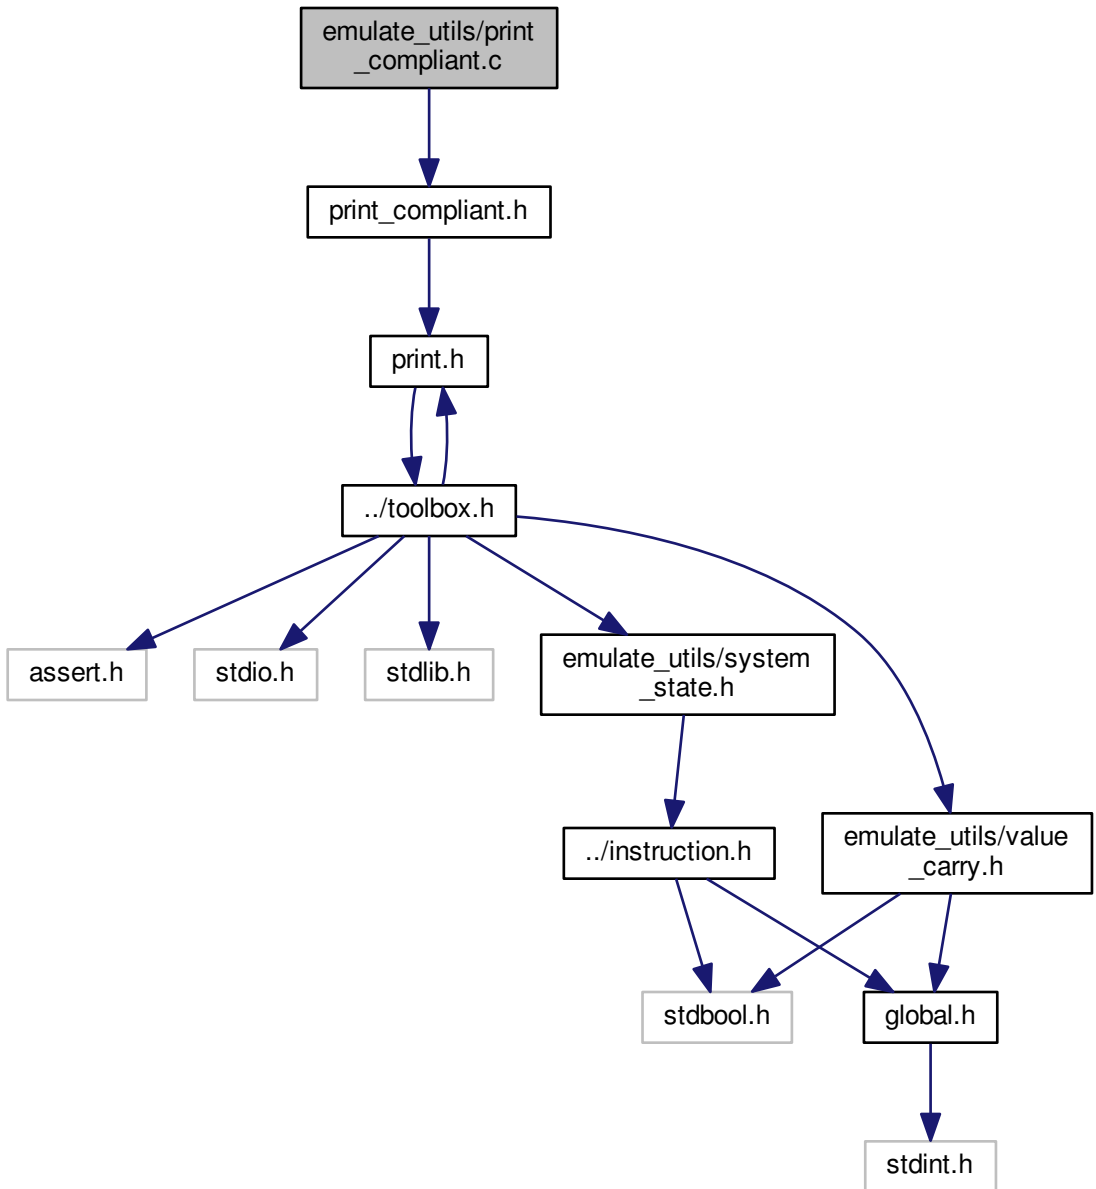 emulate_utils/print
_compliant.c
print_compliant.h
print.h
../toolbox.h
assert.h
stdio.h
stdlib.h
emulate_utils/system
_state.h
../instruction.h
emulate_utils/value
_carry.h
stdbool.h
global.h
stdint.h